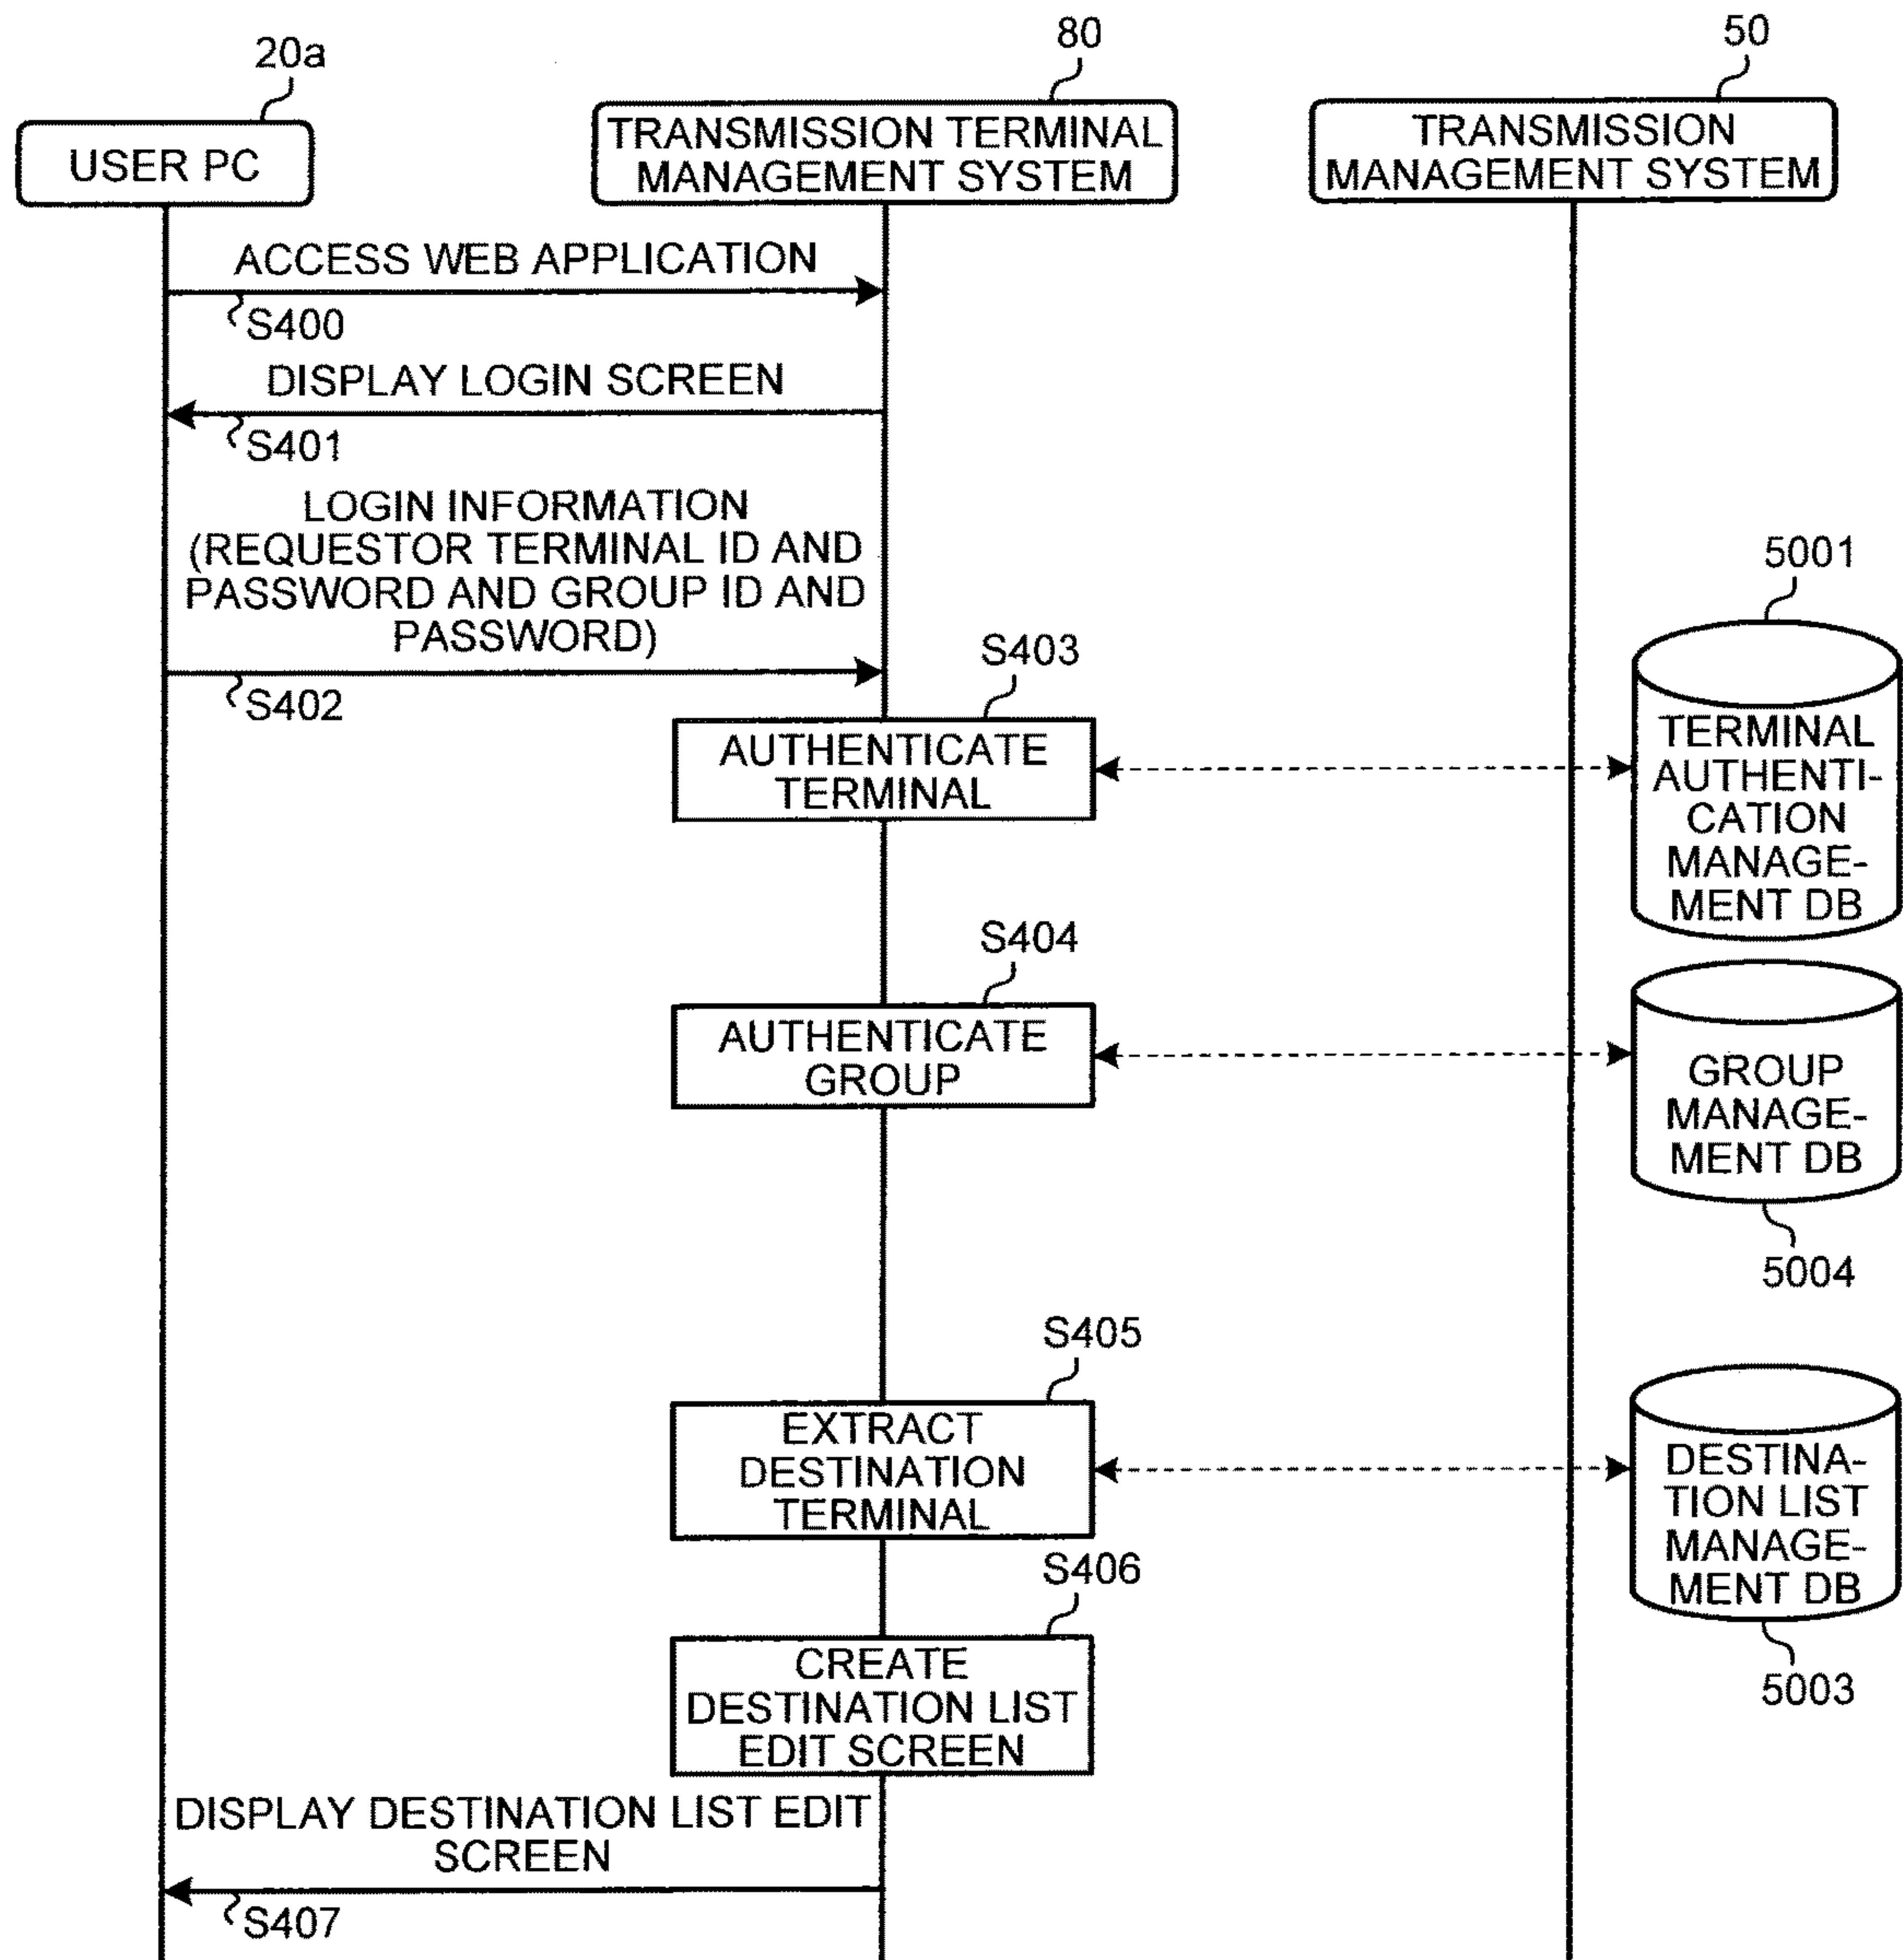 20a
80
50
USER PC
TRANSMISSION TERMINAL
MANAGEMENT SYSTEM
TRANSMISSION
MANAGEMENT SYSTEM
ACCESS WEB APPLICATION
S400
DISPLAY LOGIN SCREEN
S401
LOGIN INFORMATION
(REQUESTOR TERMINAL ID AND
PASSWORD AND GROUP ID AND
PASSWORD)
S402
S403
AUTHENTICATE
TERMINAL
5001
TERMINAL
AUTHENTI-
CATION
MANAGE-
MENT DB
S404
AUTHENTICATE
GROUP
GROUP
MANAGE-
MENT DB
5004
S405
EXTRACT
DESTINATION
TERMINAL
DESTINA-
TION LIST
MANAGE-
MENT DB
5003
S406
CREATE
DESTINATION LIST
EDIT SCREEN
DISPLAY DESTINATION LIST EDIT
SCREEN
S407